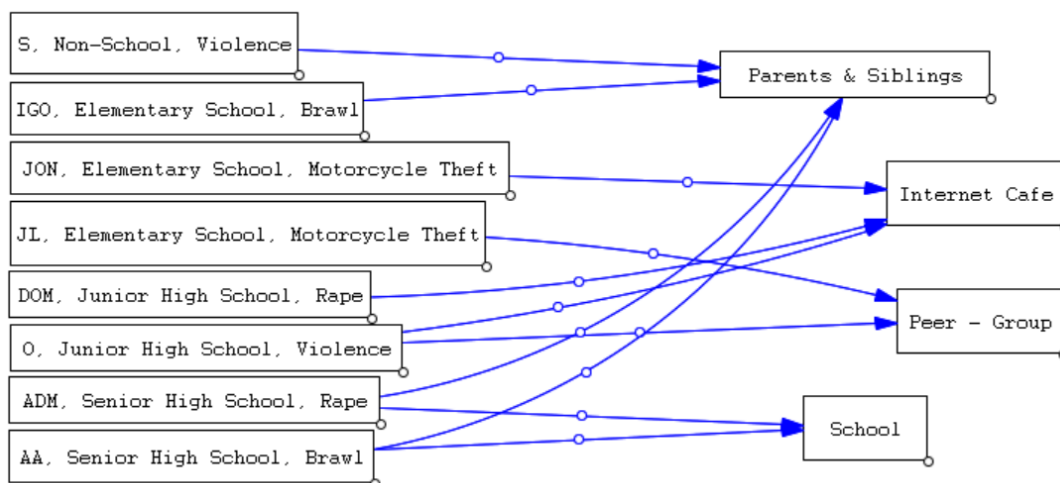 S, Non-School, Violence
IGO, Elementary School, Brawl
JON, Elementary School, Motorcycle Theft
JL, Elementary School, Motorcycle Theft
DOM, Junior High School, Rape
O, Junior High School, Violence
ADM, Senior High School, Rape
AA, Senior High School, Brawl
Parents & Siblings
Internet Cafe
Peer - Group
School